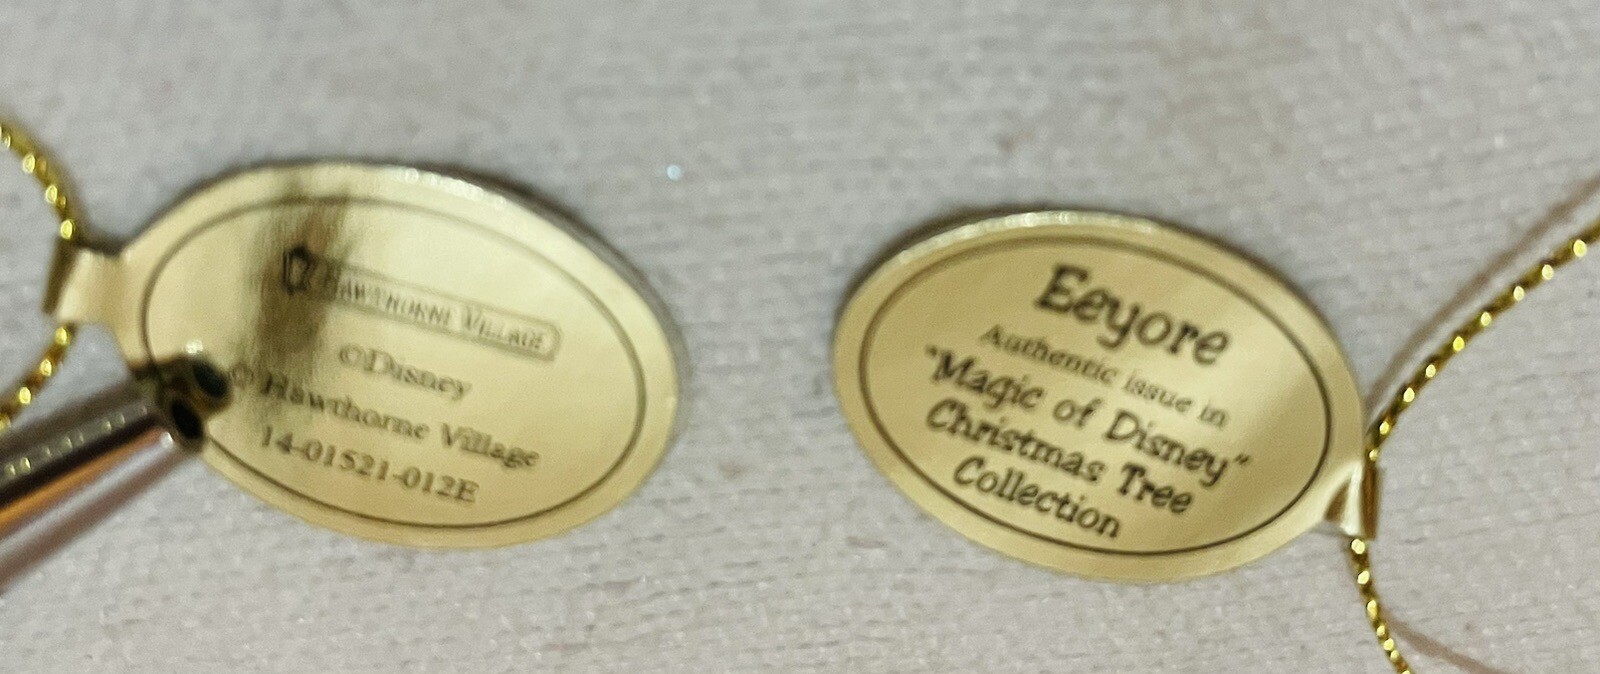 HAWTHORNE VILLAGE
©Disney
© Hawthorne Village
14-01521-012E
Eeyore
Authentic issue in
"Magic of Disney"
Christmas Tree
Collection